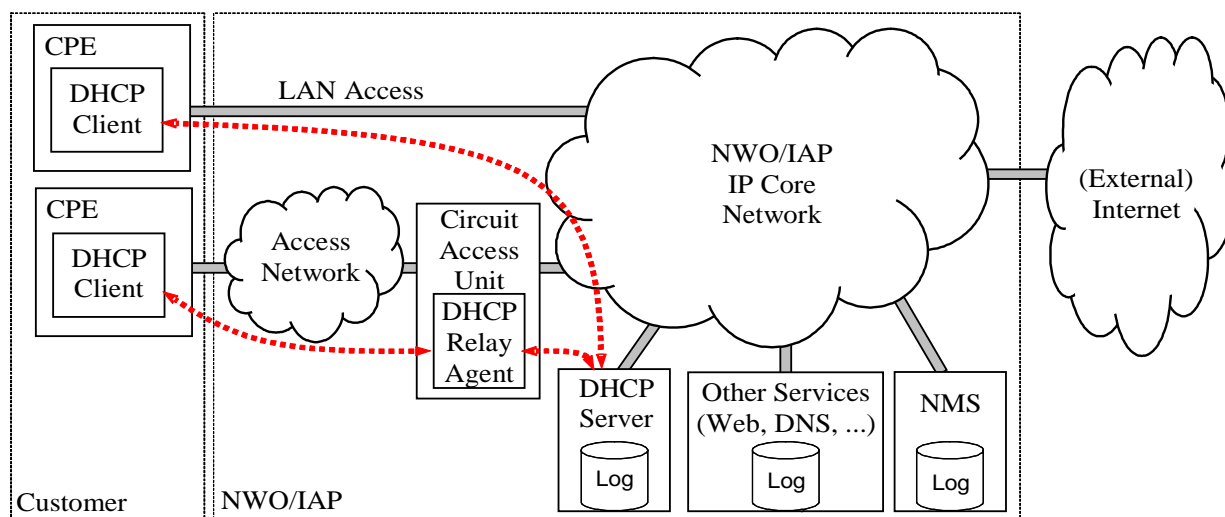 CPE
DHCP
Client
LAN Access
CPE
DHCP
Client
Access
Network
Circuit
Access
Unit
DHCP
Relay
Agent
NWO/IAP
IP Core
Network
(External)
Internet
DHCP
Server
Log
Other Services
(Web, DNS, ...)
Log
NMS
Log
Customer
NWO/IAP